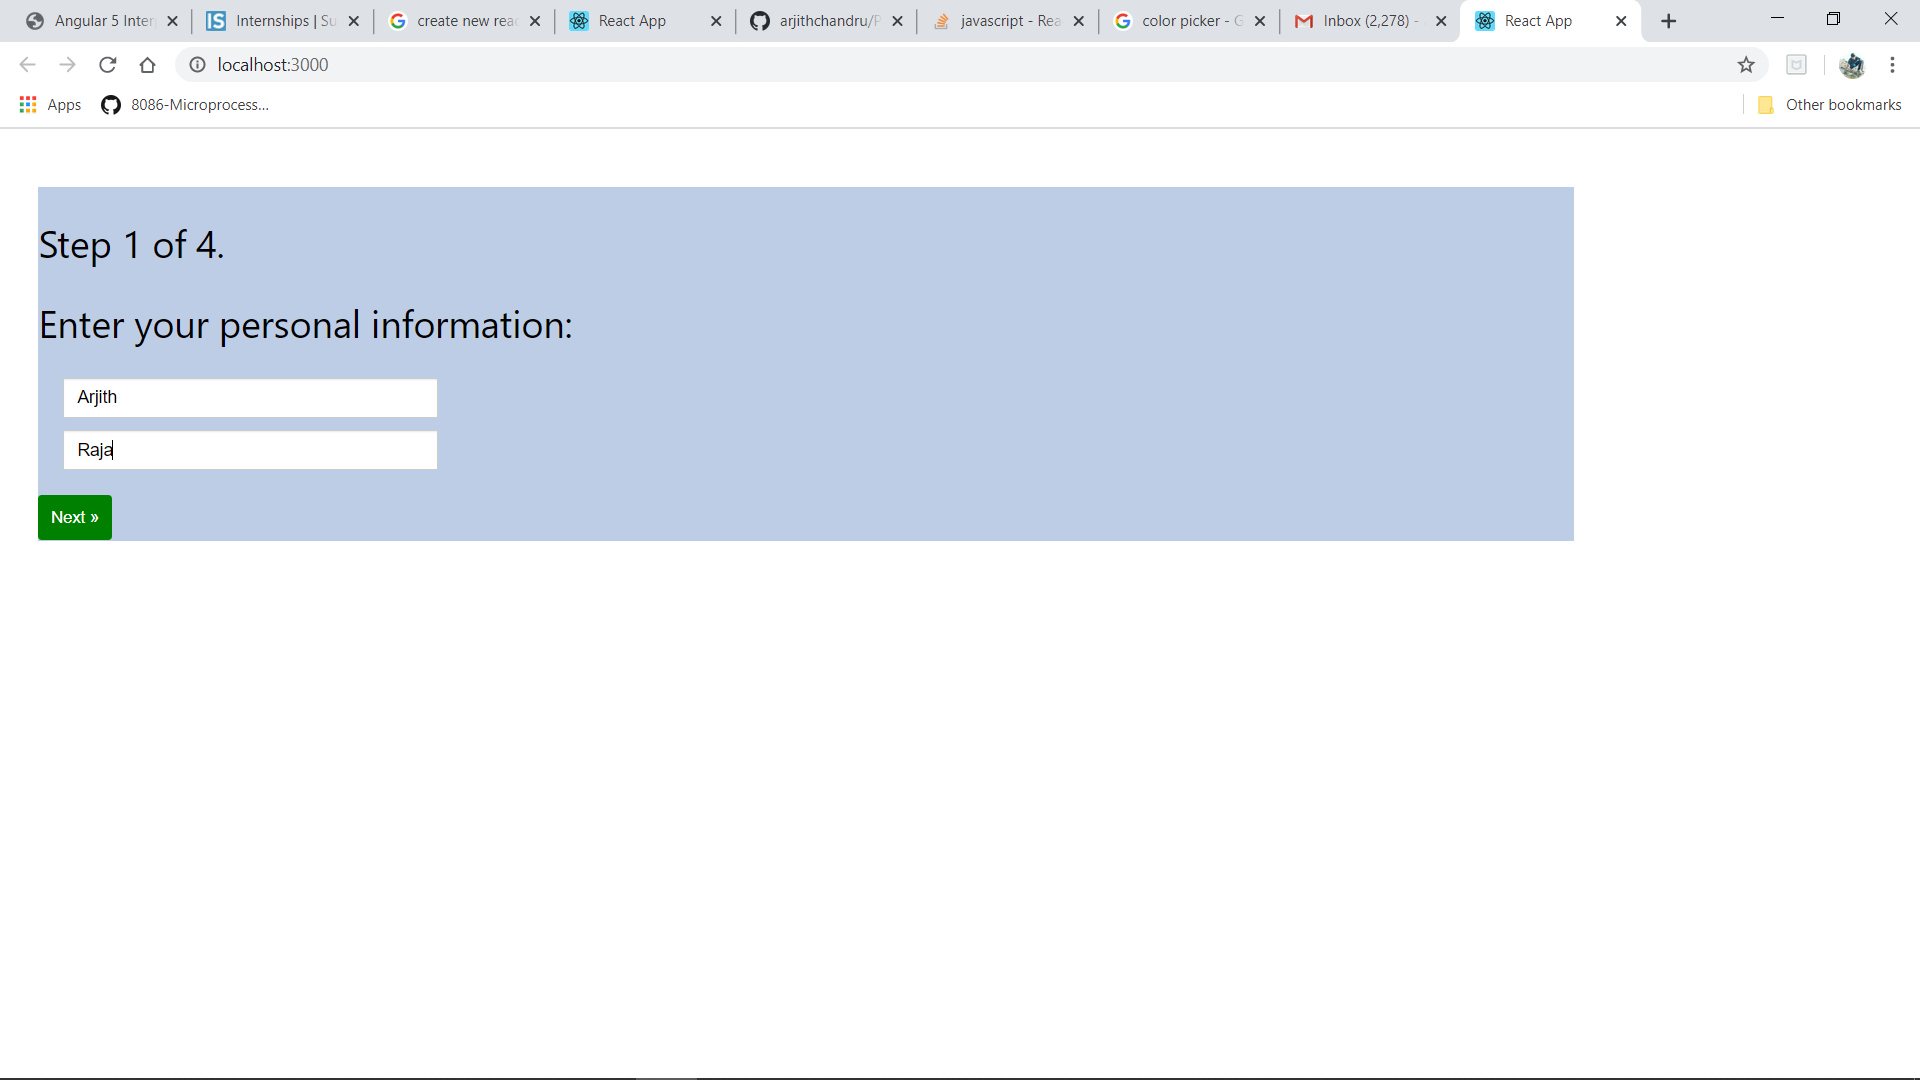 Angular 5 Inter
Internships | Su
create new reac
React App
arjithchandru/P
javascript - Rea
color picker - G
Inbox (2,278) -
React App
localhost:3000
Apps
8086-Microprocess...
Other bookmarks
Step 1 of 4.
Enter your personal information:
Arjith
Raja
Next »